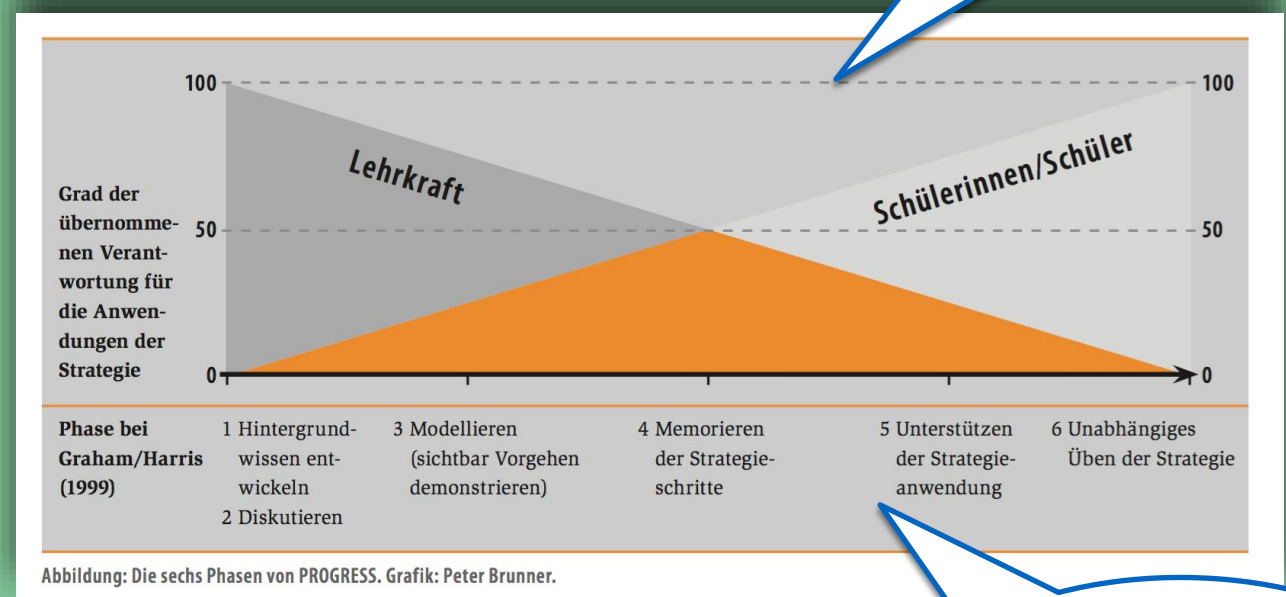 100
100
Lehrkraft
Schülerinnen/Schüler
Grad der
übernomme-
nen Verant-
wortung für
die Anwen-
dungen der
Strategie
50
50
0
0
Phase bei
Graham/Harris
(1999)
1 Hintergrund-
wissen ent-
wickeln
2 Diskutieren
3 Modellieren
(sichtbar Vorgehen
demonstrieren)
4 Memorieren
der Strategie-
schritte
5 Unterstützen
der Strategie-
anwendung
6 Unabhängiges
Üben der Strategie
Abbildung: Die sechs Phasen von PROGRESS. Grafik: Peter Brunner.